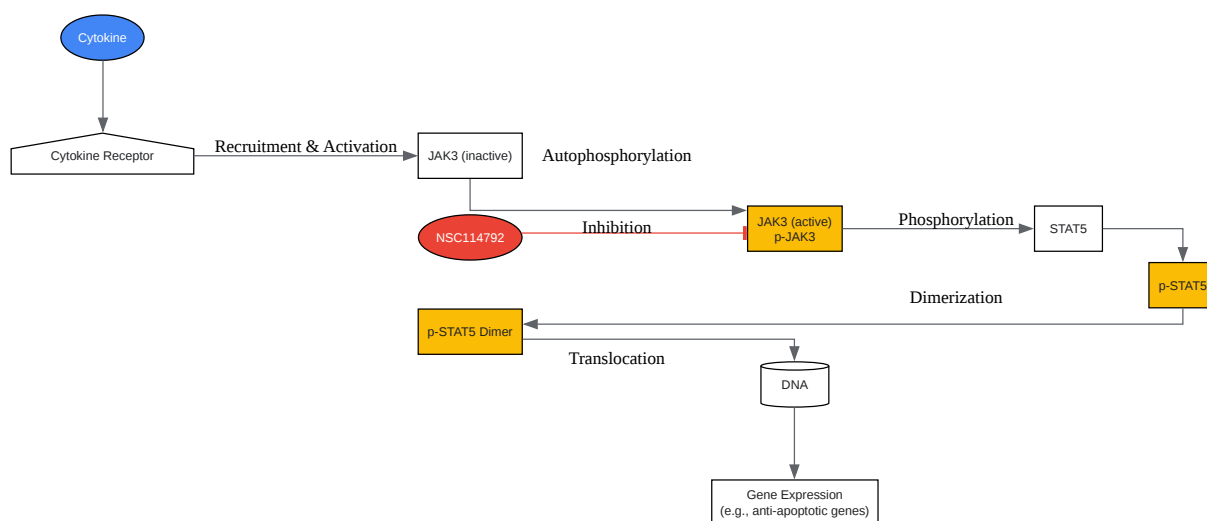 Cytokine
Cytokine Receptor
Recruitment & Activation
JAK3 (inactive)
Autophosphorylation
NSC114792
Inhibition
JAK3 (active)
p-JAK3
Phosphorylation
STAT5
p-STAT5
Dimerization
p-STAT5 Dimer
Translocation
DNA
Gene Expression
(e.g., anti-apoptotic genes)